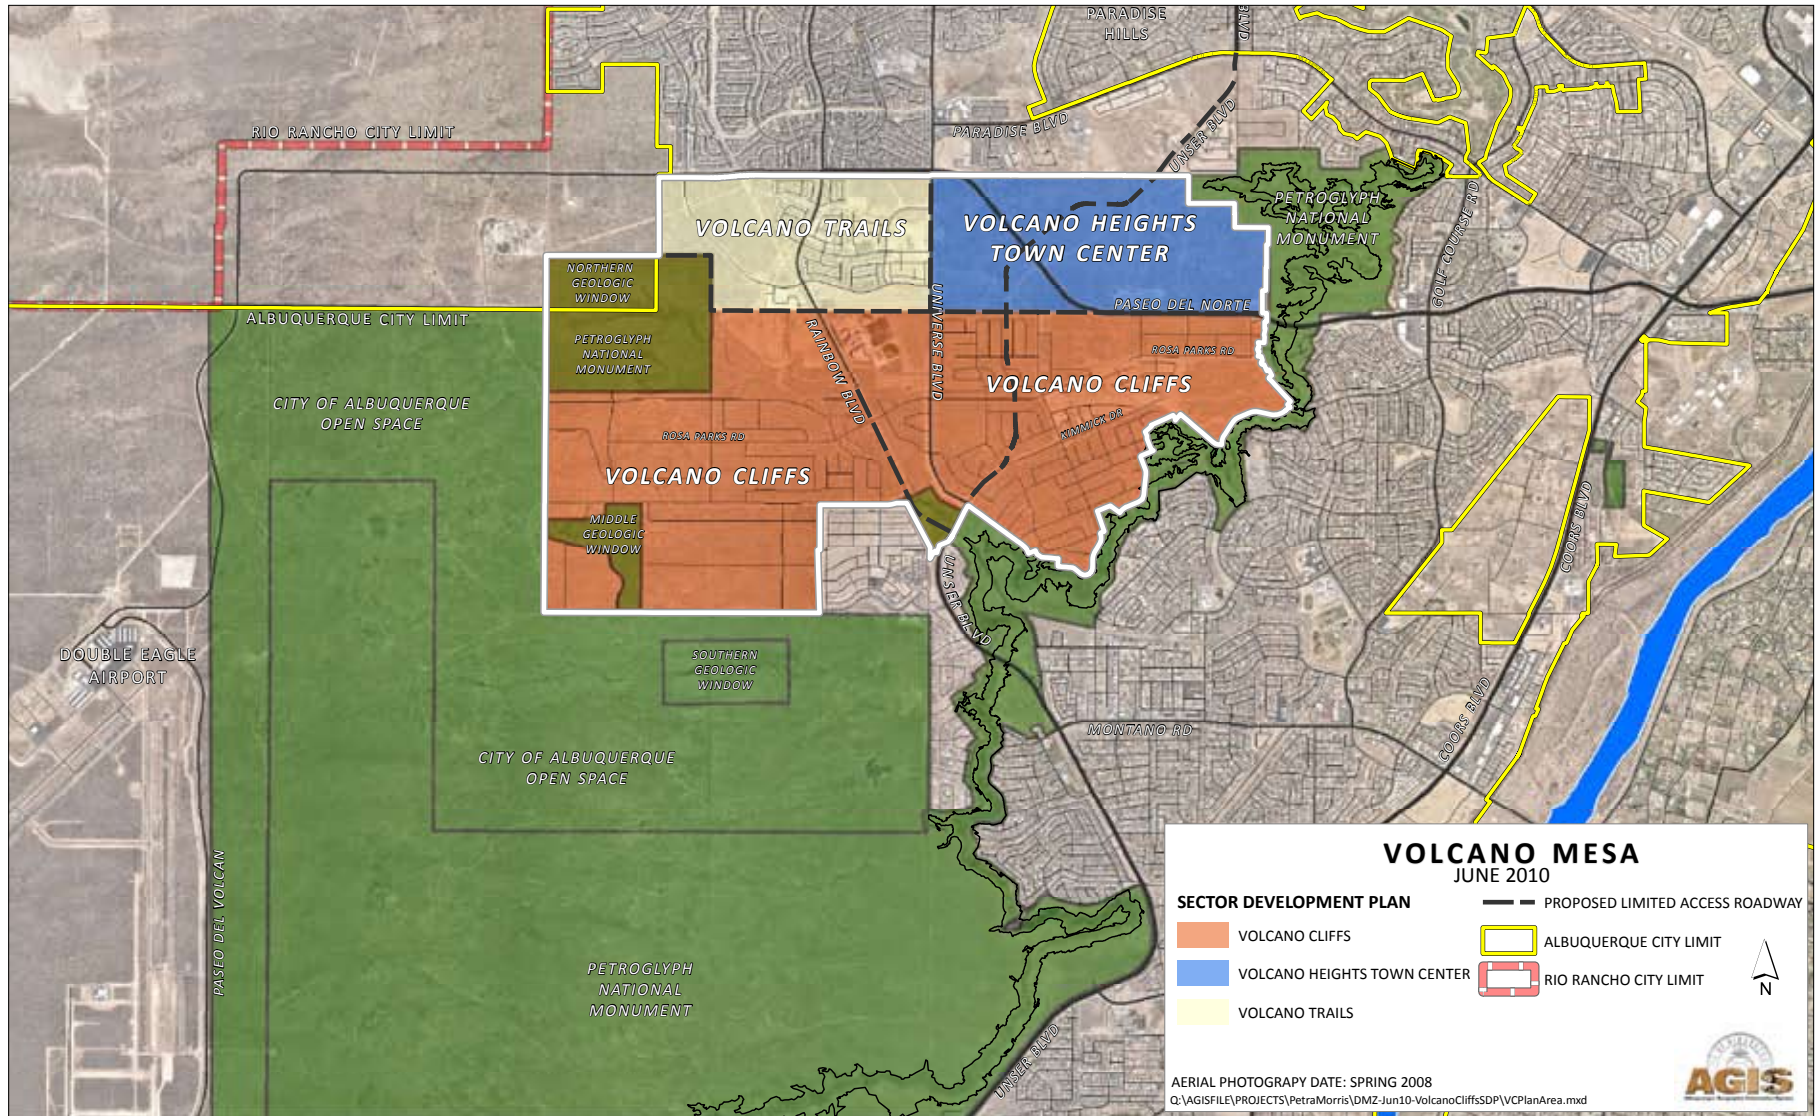 PARADISE
HILLS
BLVD
RIO RANCHO CITY LIMIT
PARADISE BLVD
UNSER BLVD
PETROGLYPH
NATIONAL
MONUMENT
GOLF COURSE RD
VOLCANO TRAILS
VOLCANO HEIGHTS
TOWN CENTER
NORTHERN
GEOLOGIC
WINDOW
PASEO DEL NORTE
ALBUQUERQUE CITY LIMIT
UNIVERSE BLVD
RAINBOW BLVD
PETROGLYPH
NATIONAL
MONUMENT
ROSA PARKS RD
VOLCANO CLIFFS
CITY OF ALBUQUERQUE
OPEN SPACE
KIMMICK DR
ROSA PARKS RD
VOLCANO CLIFFS
MIDDLE
GEOLOGIC
WINDOW
COORS BLVD
UNSER BLVD
DOUBLE EAGLE
AIRPORT
SOUTHERN
GEOLOGIC
WINDOW
MONTANO RD
COORS BLVD
CITY OF ALBUQUERQUE
OPEN SPACE
PASEO DEL VOLCAN
PETROGLYPH
NATIONAL
MONUMENT
UNSER BLVD
VOLCANO MESA
JUNE 2010
SECTOR DEVELOPMENT PLAN
VOLCANO CLIFFS
VOLCANO HEIGHTS TOWN CENTER
VOLCANO TRAILS
PROPOSED LIMITED ACCESS ROADWAY
ALBUQUERQUE CITY LIMIT
RIO RANCHO CITY LIMIT
N
AERIAL PHOTOGRAPY DATE: SPRING 2008
Q:\AGISFILE\PROJECTS\PetraMorris\DMZ-Jun10-VolcanoCliffsSDP\VCPlanArea.mxd
AGIS